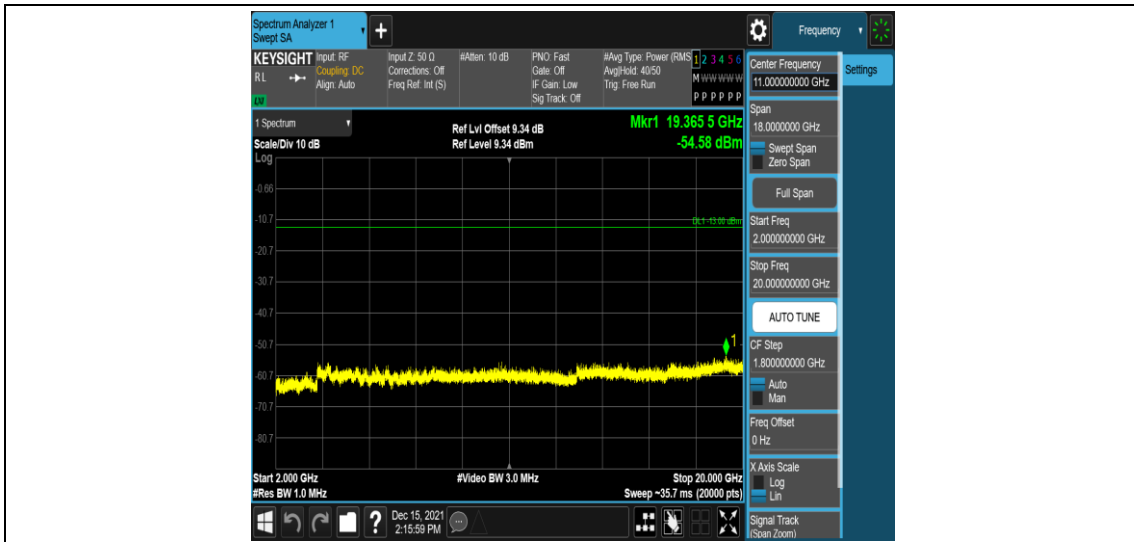 Spectrum Analyzer 1
Swept SA
+
Frequency
KEYSIGHT
RL
LXI
Input: RF
Coupling: DC
Align: Auto
Input Z: 50 Ω
Corrections: Off
Freq Ref: Int (S)
#Atten: 10 dB
PNO: Fast
Gate: Off
IF Gain: Low
Sig Track: Off
#Avg Type: Power (RMS
Avg|Hold: 40/50
Trig: Free Run
1 2 3 4 5 6
M W W W W W
P P P P P P
1 Spectrum
Scale/Div 10 dB
Log
Ref Lvl Offset 9.34 dB
Ref Level 9.34 dBm
Mkr1 19.365 5 GHz
-54.58 dBm
-0.66
-10.7
DL1 -13.00 dBm
-20.7
-30.7
-40.7
-50.7
1
-60.7
-70.7
-80.7
Start 2.000 GHz
#Res BW 1.0 MHz
#Video BW 3.0 MHz
Stop 20.000 GHz
Sweep ~35.7 ms (20000 pts)
Center Frequency
11.000000000 GHz
Settings
Span
18.0000000 GHz
Swept Span
Zero Span
Full Span
Start Freq
2.000000000 GHz
Stop Freq
20.000000000 GHz
AUTO TUNE
CF Step
1.800000000 GHz
Auto
Man
Freq Offset
0 Hz
X Axis Scale
Log
Lin
Signal Track
(Span Zoom)
?
Dec 15, 2021
2:15:59 PM